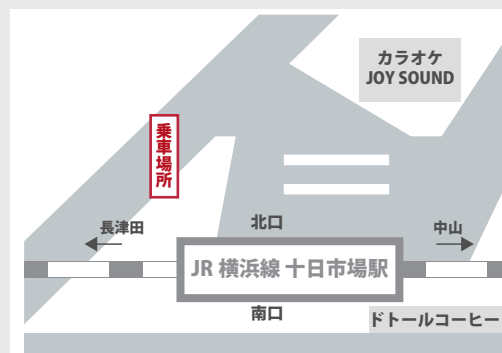 カラオケ
JOY SOUND
乗車場所
長津田
北口
中山
JR 横浜線 十日市場駅
南口
ドトールコーヒー